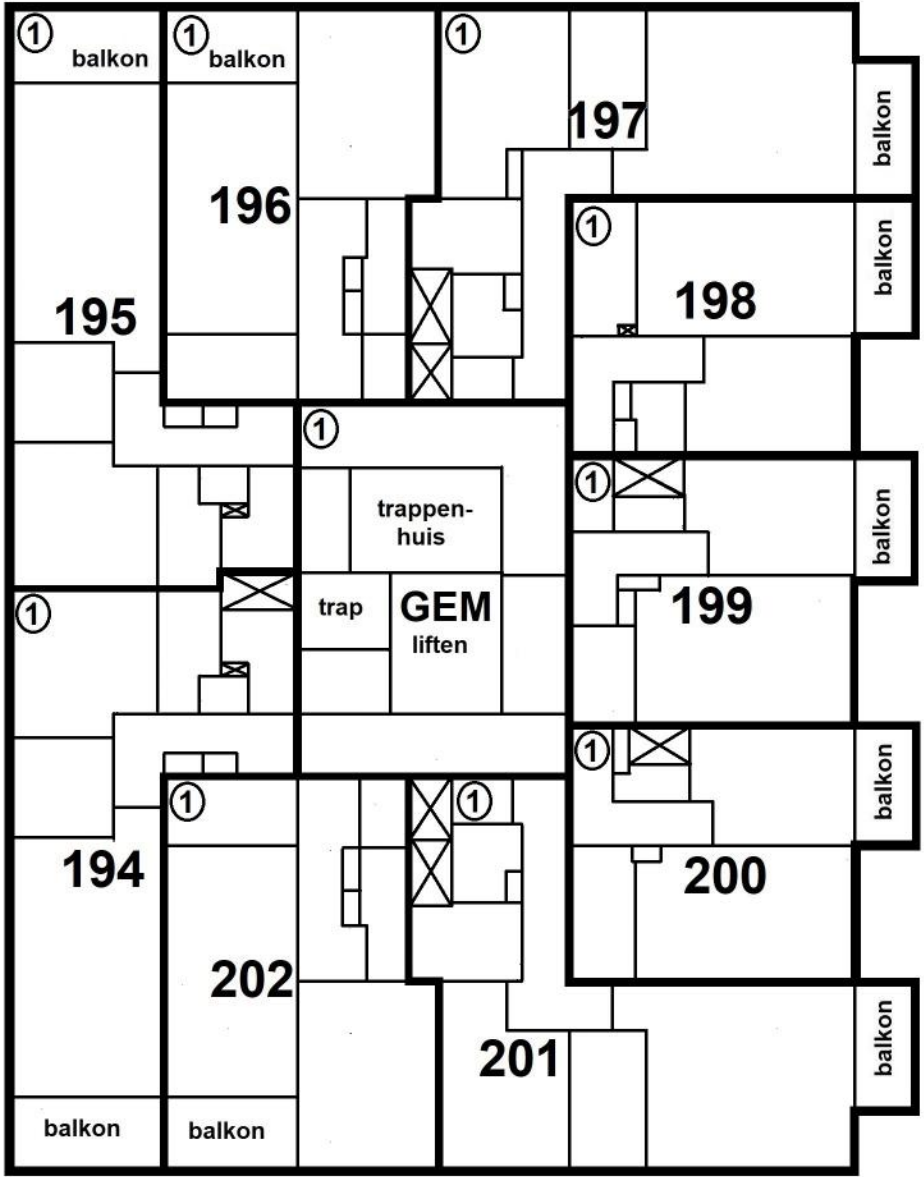 1
balkon
1
balkon
1
197
balkon
196
1
balkon
198
195
1
trappen-
huis
1
balkon
1
trap
GEM
liften
199
1
balkon
1
1
194
200
202
201
balkon
balkon
balkon